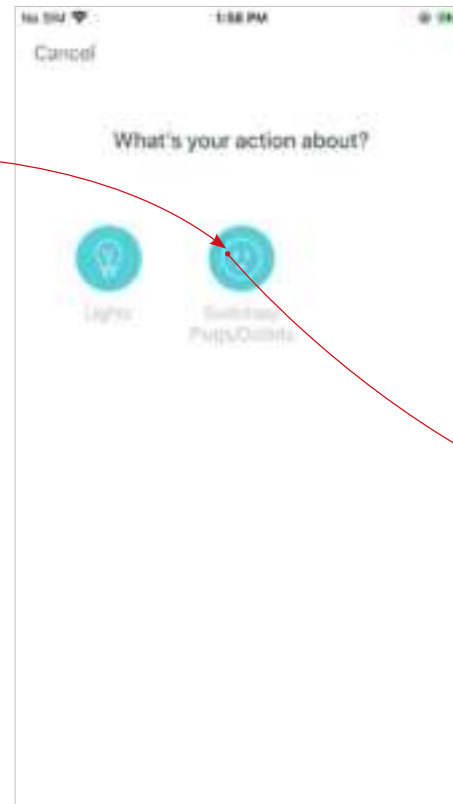 No SIM 1:58 PM
Cancel
What's your action about?
Lights
Switches/
Plugs/Outlets